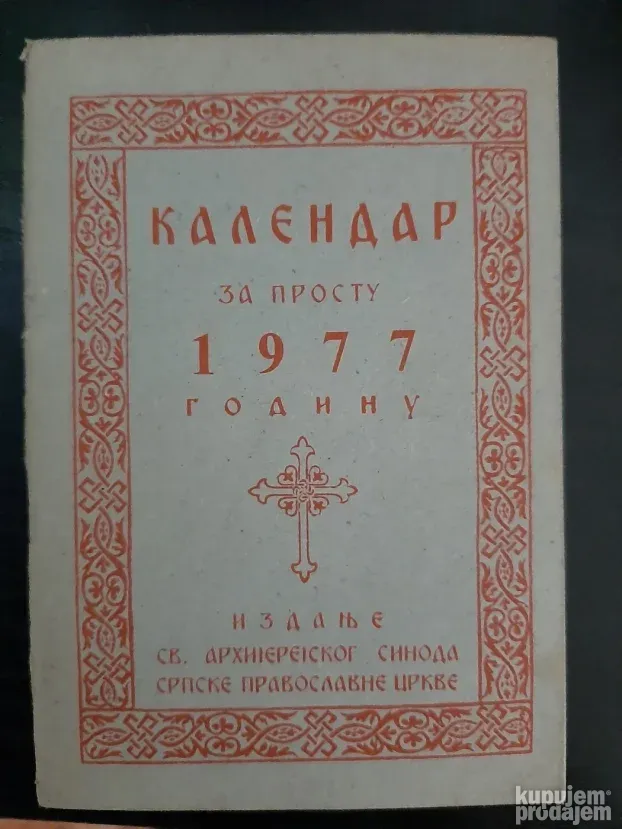 КАЛЕНДАР
ЗА ПРОСТУ
1977
ГОДИНУ
ИЗДАЊЕ
СВ. АРХИЈЕРЕЈСКОГ СИНОДА
СРПСКЕ ПРАВОСЛАВНЕ ЦРКВЕ
kupujem
prodajem